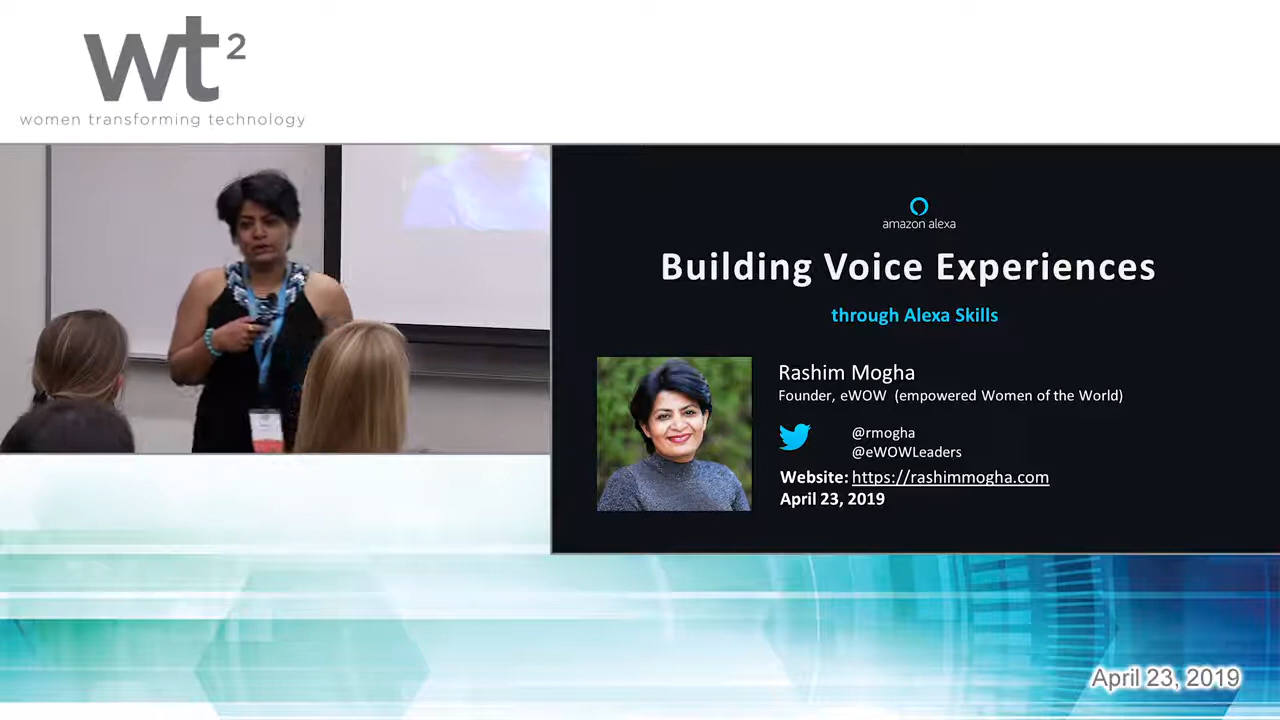 wt²
women transforming technology
amazon alexa
Building Voice Experiences
through Alexa Skills
Rashim Mogha
Founder, eWOW (empowered Women of the World)
@rmogha
@eWOWLeaders
Website: https://rashimmogha.com
April 23, 2019
April 23, 2019